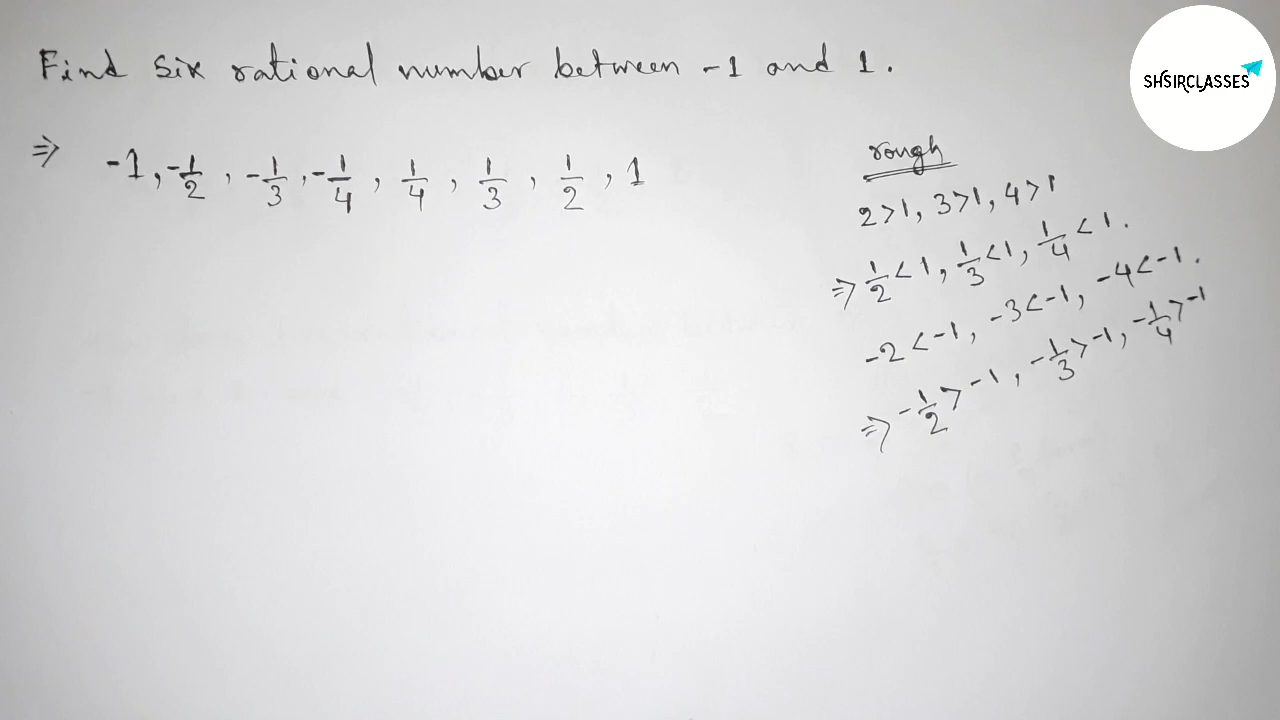 Find six rational number between -1 and 1.
SHSIRCLASSES
⇒ -1, -1/2, -1/3, -1/4, 1/4, 1/3, 1/2, 1
rough
2>1, 3>1, 4>1
⇒ 1/2<1, 1/3<1, 1/4<1.
-2<-1, -3<-1, -4<-1.
⇒ -1/2>-1, -1/3>-1, -1/4>-1